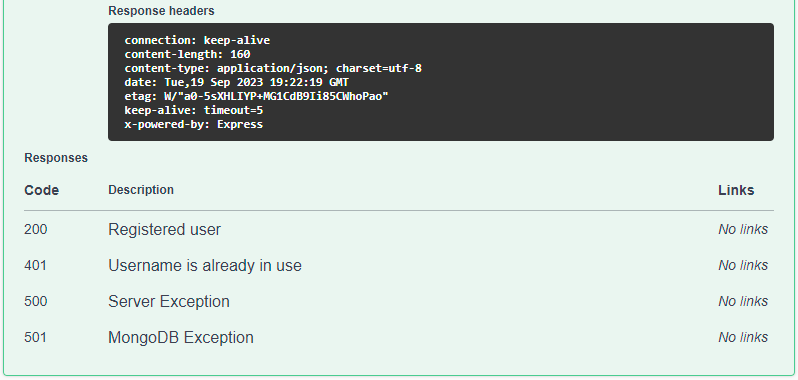 Response headers
connection: keep-alive
content-length: 160
content-type: application/json; charset=utf-8
date: Tue,19 Sep 2023 19:22:19 GMT
etag: W/"a0-5sXHLIYP+MG1CdB9Ii85CWhoPao"
keep-alive: timeout=5
x-powered-by: Express
Responses
Code Description Links
200 Registered user No links
401 Username is already in use No links
500 Server Exception No links
501 MongoDB Exception No links